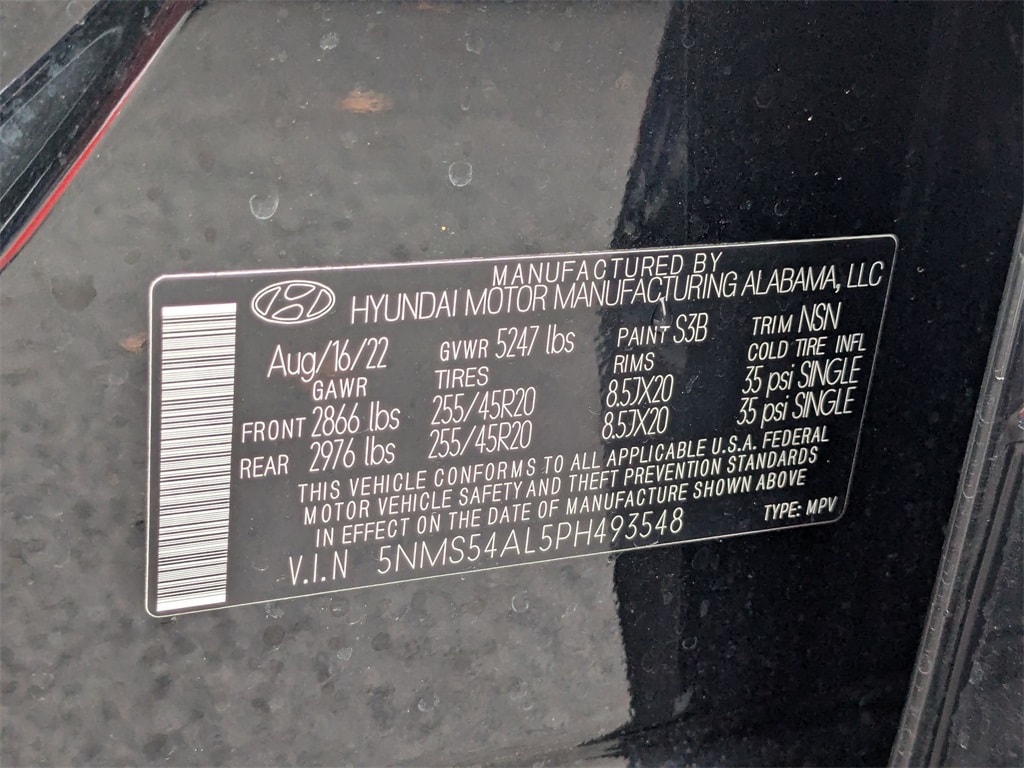 MANUFACTURED BY
HYUNDAI MOTOR MANUFACTURING ALABAMA, LLC
Aug/16/22 GVWR 5247 lbs PAINT S3B TRIM NSN
GAWR TIRES RIMS COLD TIRE INFL
FRONT 2866 lbs 255/45R20 8.5JX20 35 psi SINGLE
REAR 2976 lbs 255/45R20 8.5JX20 35 psi SINGLE
THIS VEHICLE CONFORMS TO ALL APPLICABLE U.S.A. FEDERAL
MOTOR VEHICLE SAFETY AND THEFT PREVENTION STANDARDS
IN EFFECT ON THE DATE OF MANUFACTURE SHOWN ABOVE
V.I.N 5NMS54AL5PH493548 TYPE: MPV